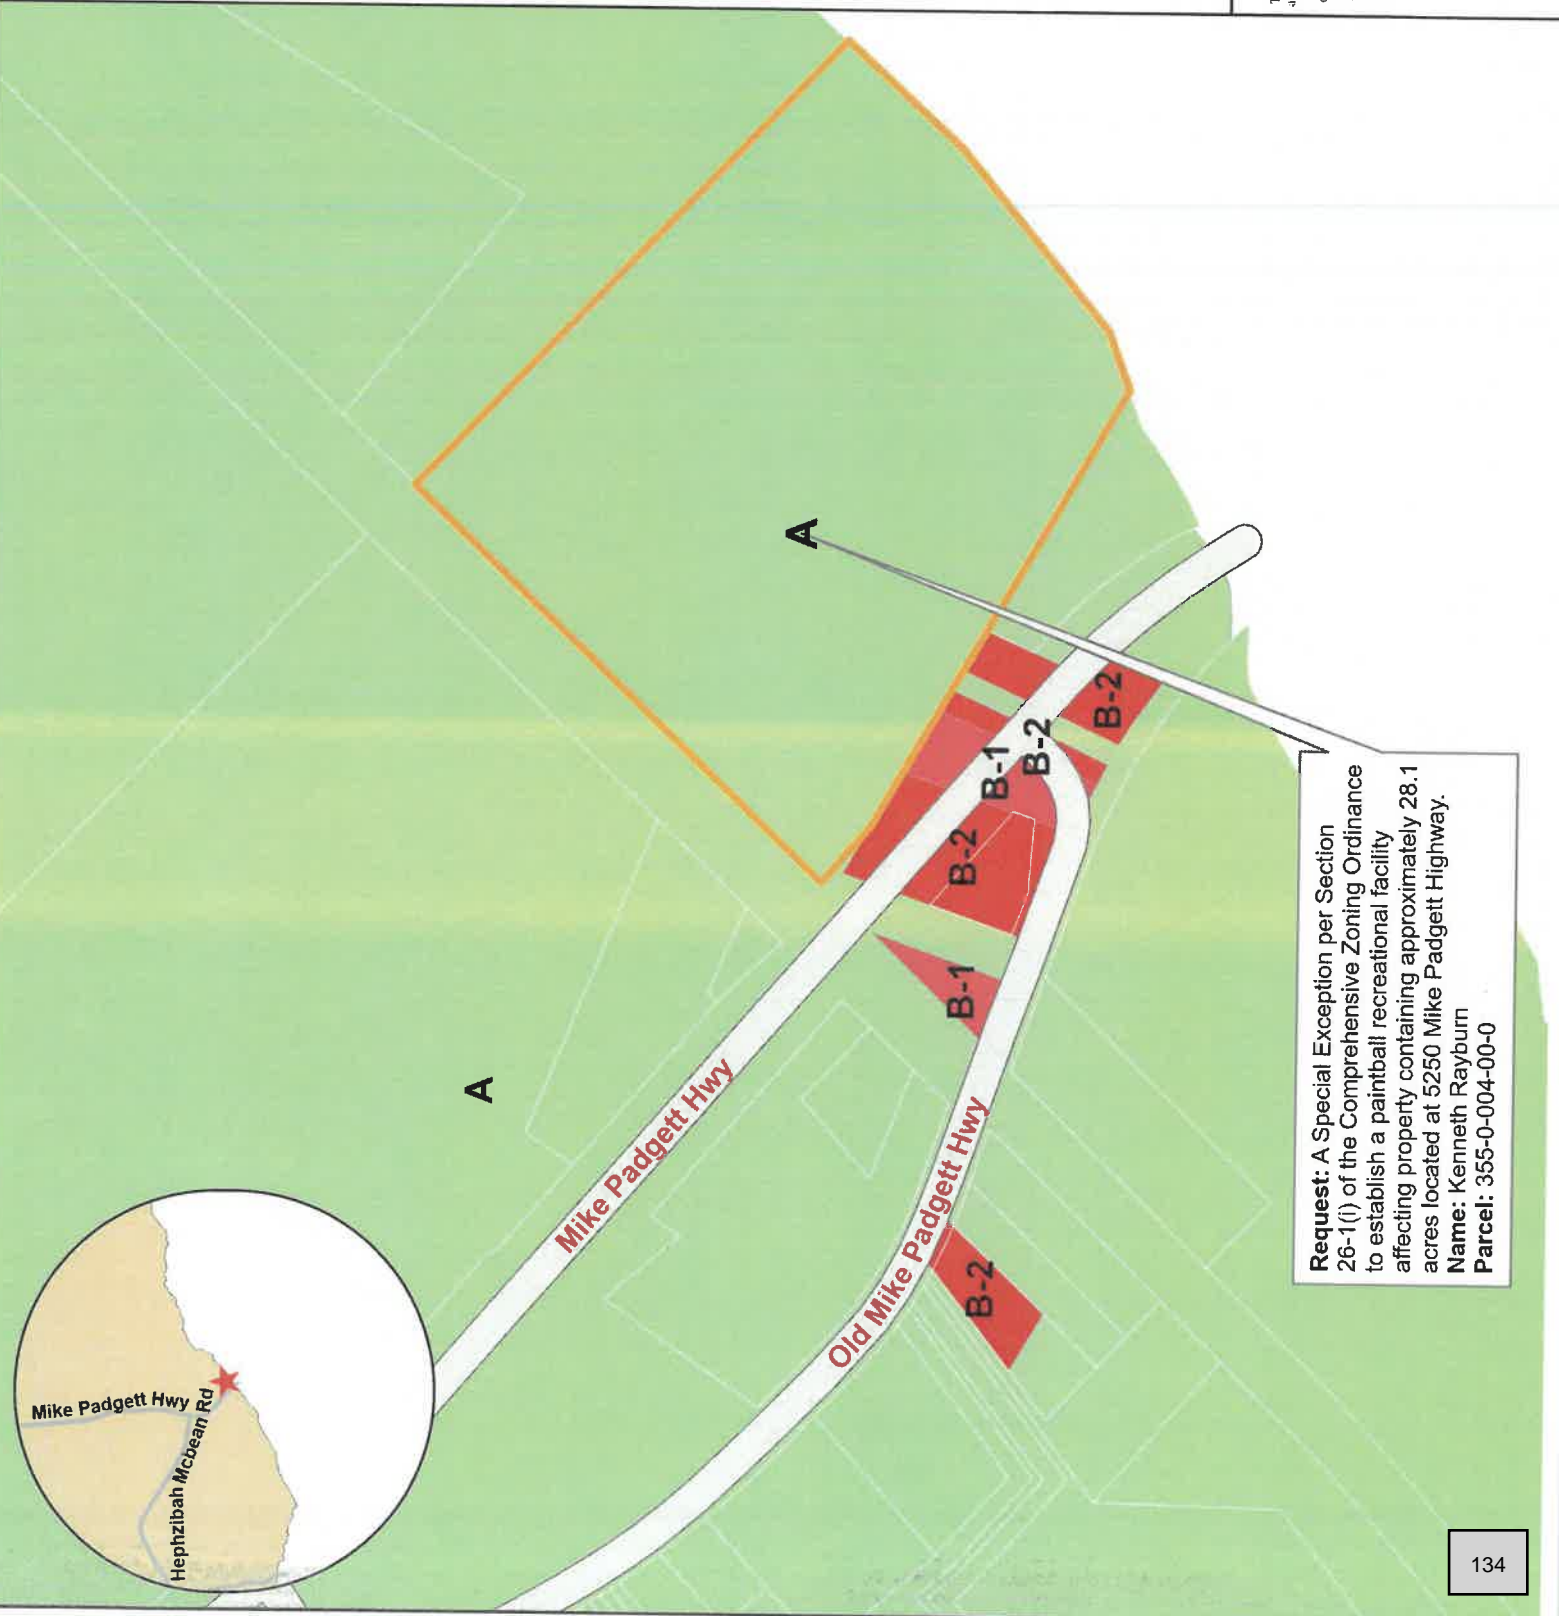 Mike Padgett Hwy
Hephzibah Mcbean Rd
A
A
Mike Padgett Hwy
Old Mike Padgett Hwy
B-2
B-1
B-2
B-1
B-2
B-2
Request: A Special Exception per Section
26-1(i) of the Comprehensive Zoning Ordinance
to establish a paintball recreational facility
affecting property containing approximately 28.1
acres located at 5250 Mike Padgett Highway.
Name: Kenneth Rayburn
Parcel: 355-0-004-00-0
134